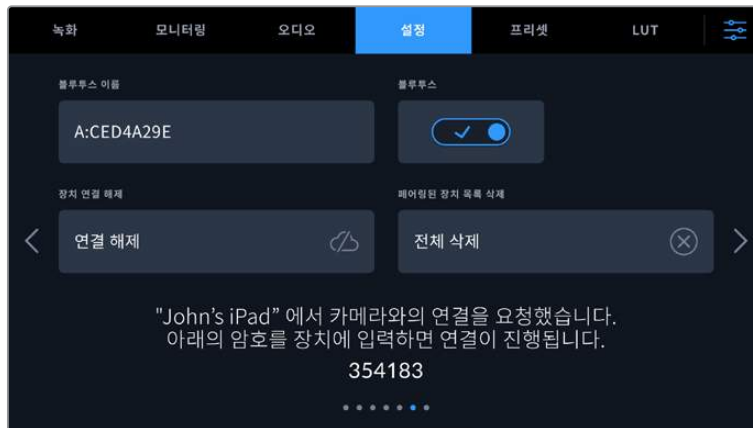 녹화 모니터링 오디오 설정 프리셋 LUT
블루투스 이름 블루투스
A:CED4A29E
장치 연결 해제 페어링된 장치 목록 삭제
연결 해제 전체 삭제
"John's iPad” 에서 카메라와의 연결을 요청했습니다.
아래의 암호를 장치에 입력하면 연결이 진행됩니다.
354183